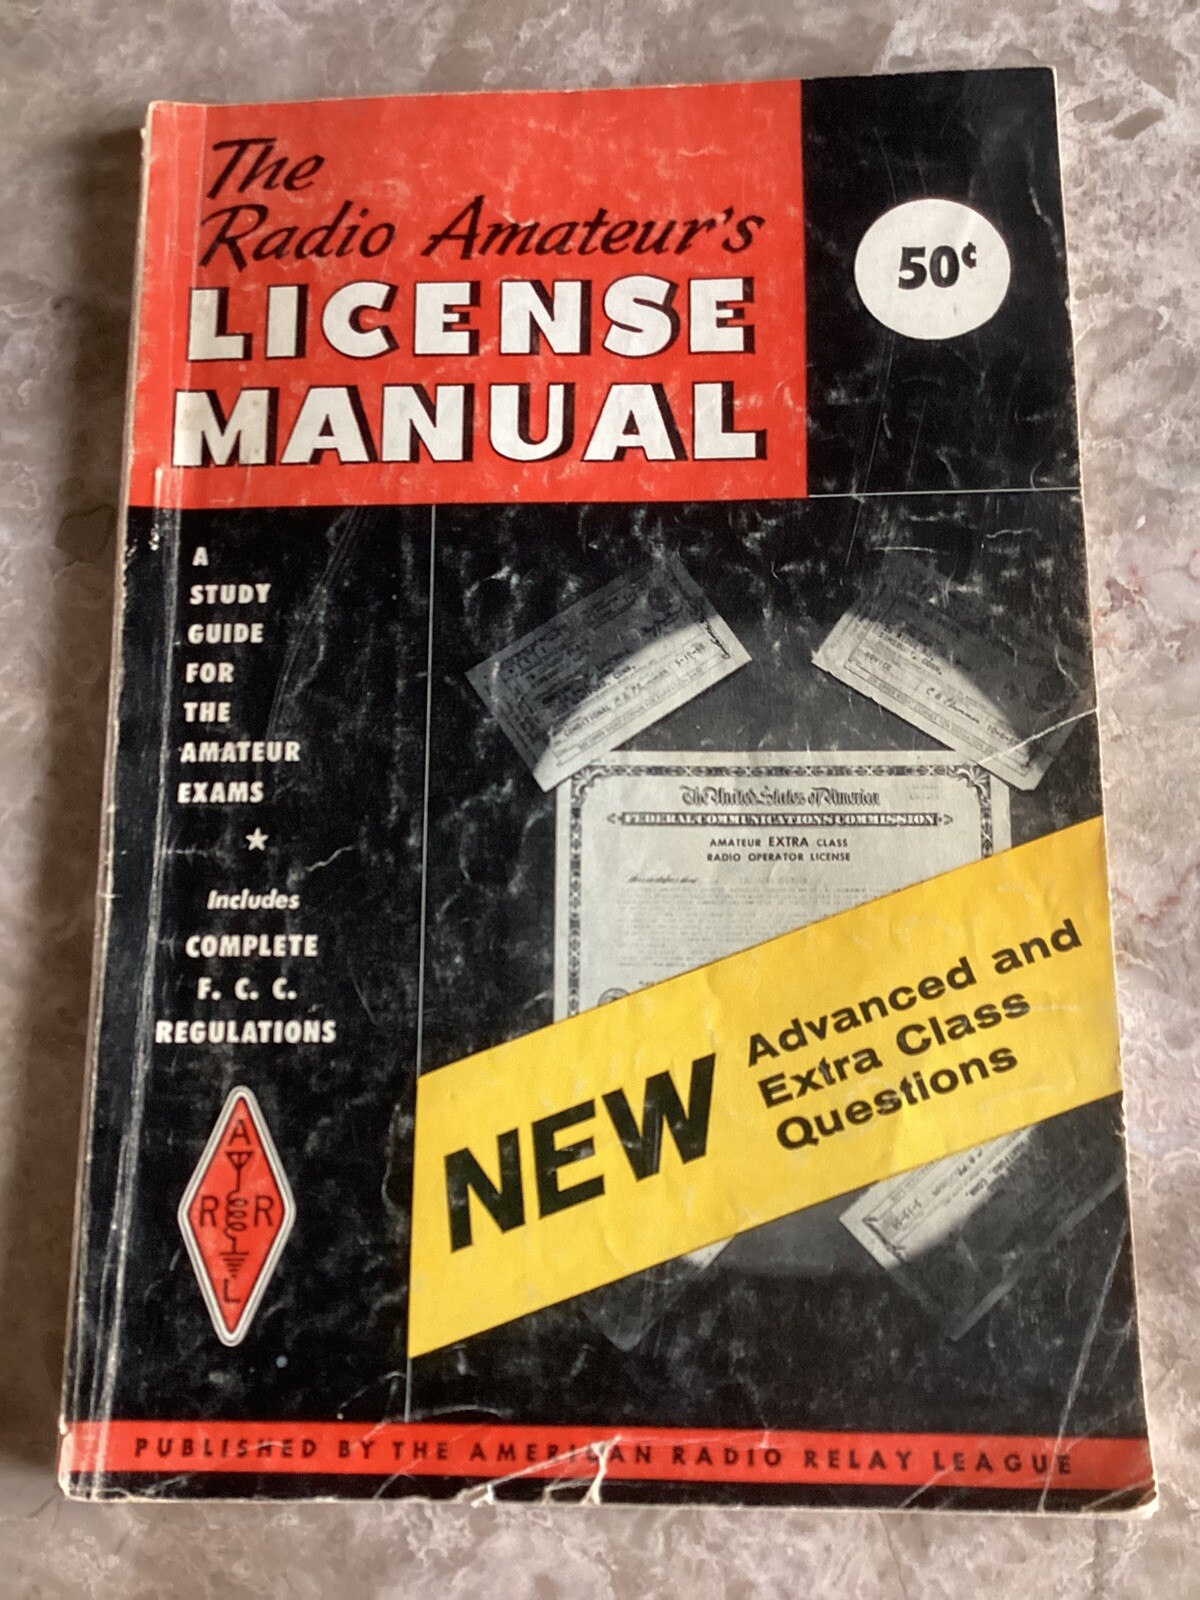 The
Radio Amateur's
LICENSE
MANUAL
50¢
A
STUDY
GUIDE
FOR
THE
AMATEUR
EXAMS
Includes
COMPLETE
F. C. C.
REGULATIONS
A
R R
L
CONDITIONAL
The United States of America
FEDERAL COMMUNICATIONS COMMISSION
AMATEUR EXTRA CLASS
RADIO OPERATOR LICENSE
NEW
Advanced and
Extra Class
Questions
PUBLISHED BY THE AMERICAN RADIO RELAY LEAGUE